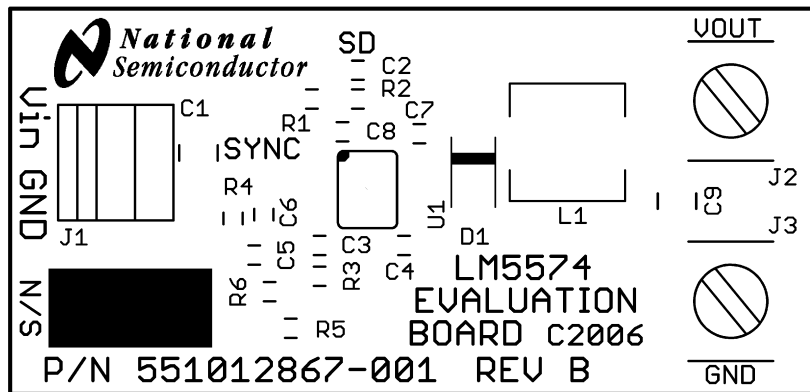 National
Semiconductor
SD
VOUT
C2
R2
Vin
C1
R1
C7
C8
SYNC
GND
R4
C6
U1
L1
C9
J2
J1
C5
C3
D1
J3
R6
R3
C4
LM5574
N/S
EVALUATION
R5
BOARD C2006
P/N 551012867-001 REV B
GND